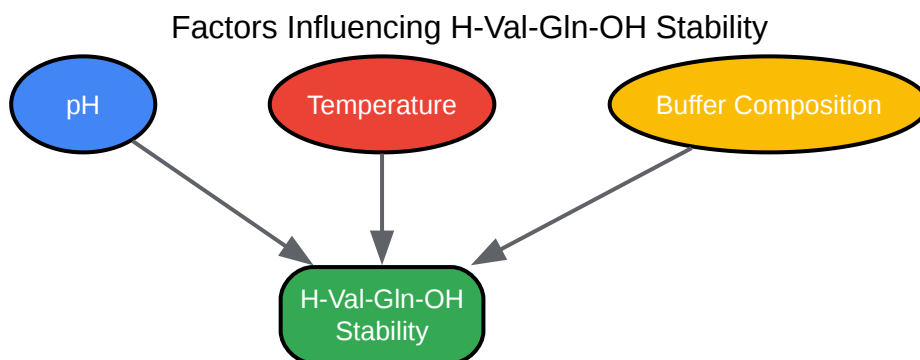 Factors Influencing H-Val-Gln-OH Stability
pH
Temperature
Buffer Composition
H-Val-Gln-OH
Stability